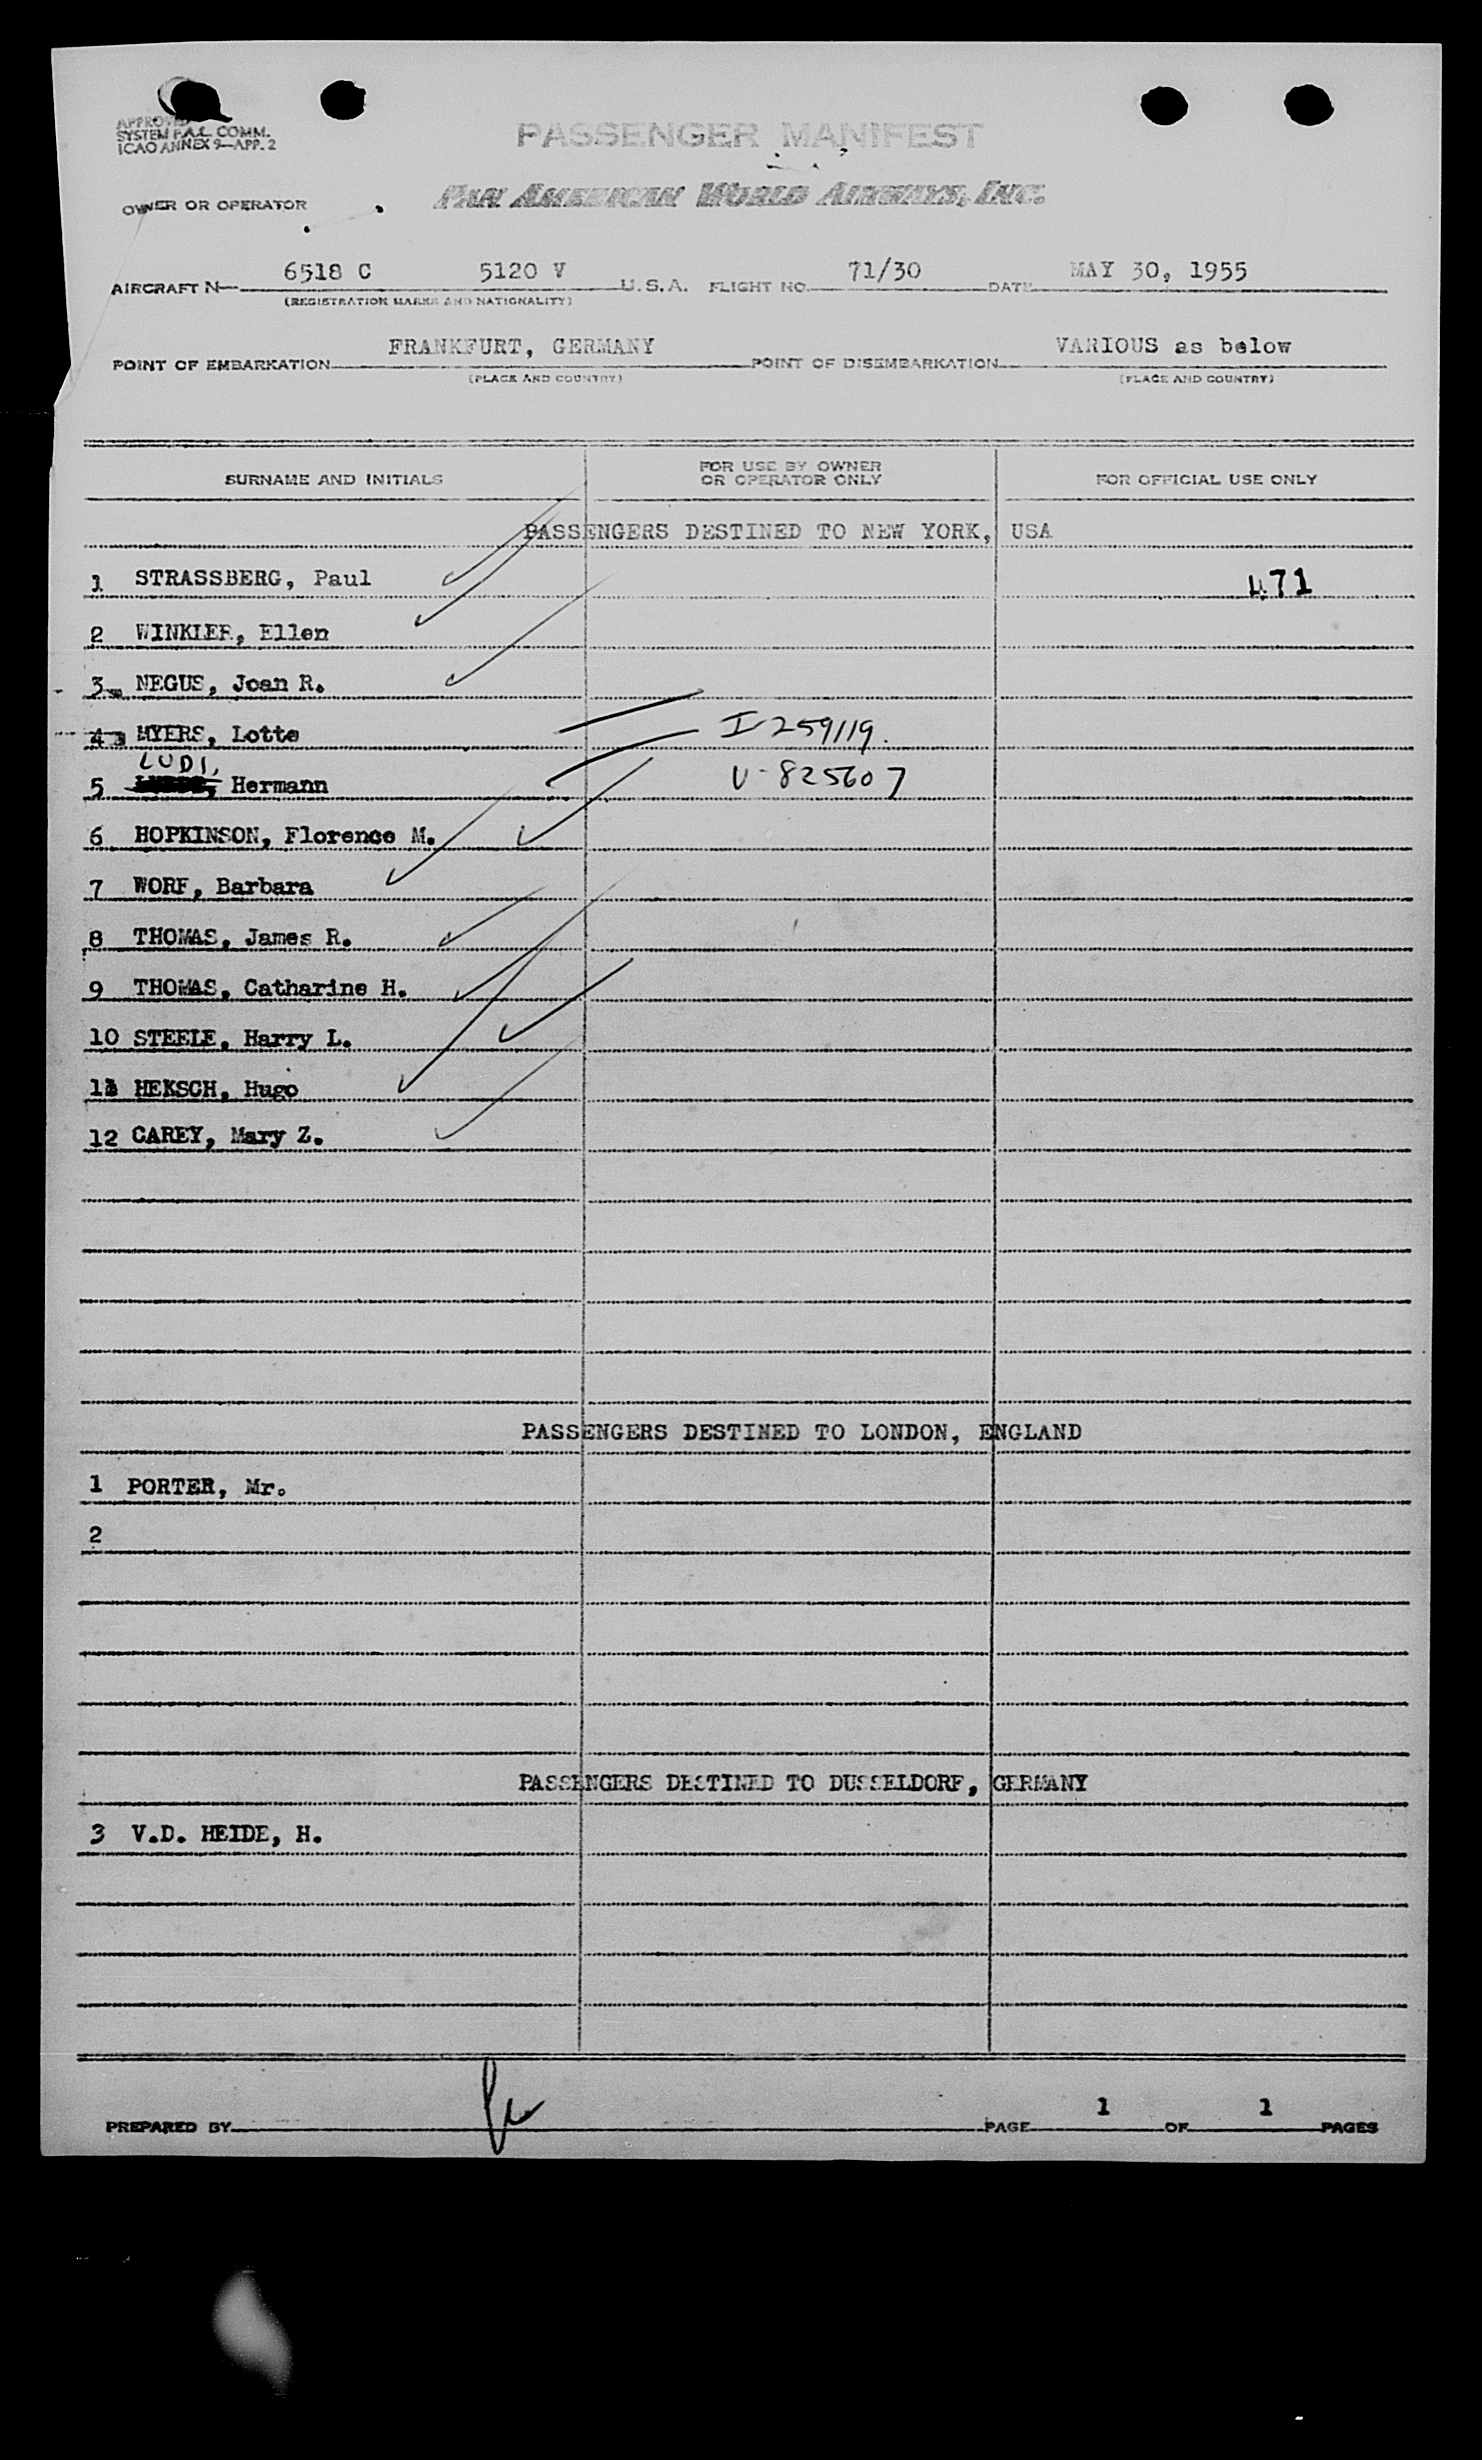 APPROVED
SYSTEM P.A.L. COMM.
ICAO ANNEX 9—APP. 2
PASSENGER MANIFEST
OWNER OR OPERATOR PAN AMERICAN WORLD AIRWAYS, INC.
AIRCRAFT N— 6518 C 5120 V U.S.A. FLIGHT NO. 71/30 DATE MAY 30, 1955
(REGISTRATION MARKS AND NATIONALITY)
POINT OF EMBARKATION FRANKFURT, GERMANY POINT OF DISEMBARKATION VARIOUS as below
(PLACE AND COUNTRY) (PLACE AND COUNTRY)
SURNAME AND INITIALS FOR USE BY OWNER OR OPERATOR ONLY FOR OFFICIAL USE ONLY
PASSENGERS DESTINED TO NEW YORK, USA
1 STRASSBERG, Paul 471
2 WINKLER, Ellen
3 NEGUS, Joan R.
4 MYERS, Lotte I-259119.
5 LUDI, Hermann V-825607
6 HOPKINSON, Florence M.
7 WORF, Barbara
8 THOMAS, James R.
9 THOMAS, Catharine H.
10 STEELE, Harry L.
11 HEKSCH, Hugo
12 CAREY, Mary Z.
PASSENGERS DESTINED TO LONDON, ENGLAND
1 PORTER, Mr.
2
PASSENGERS DESTINED TO DUSSELDORF, GERMANY
3 V.D. HEIDE, H.
PREPARED BY PAGE 1 OF 1 PAGES